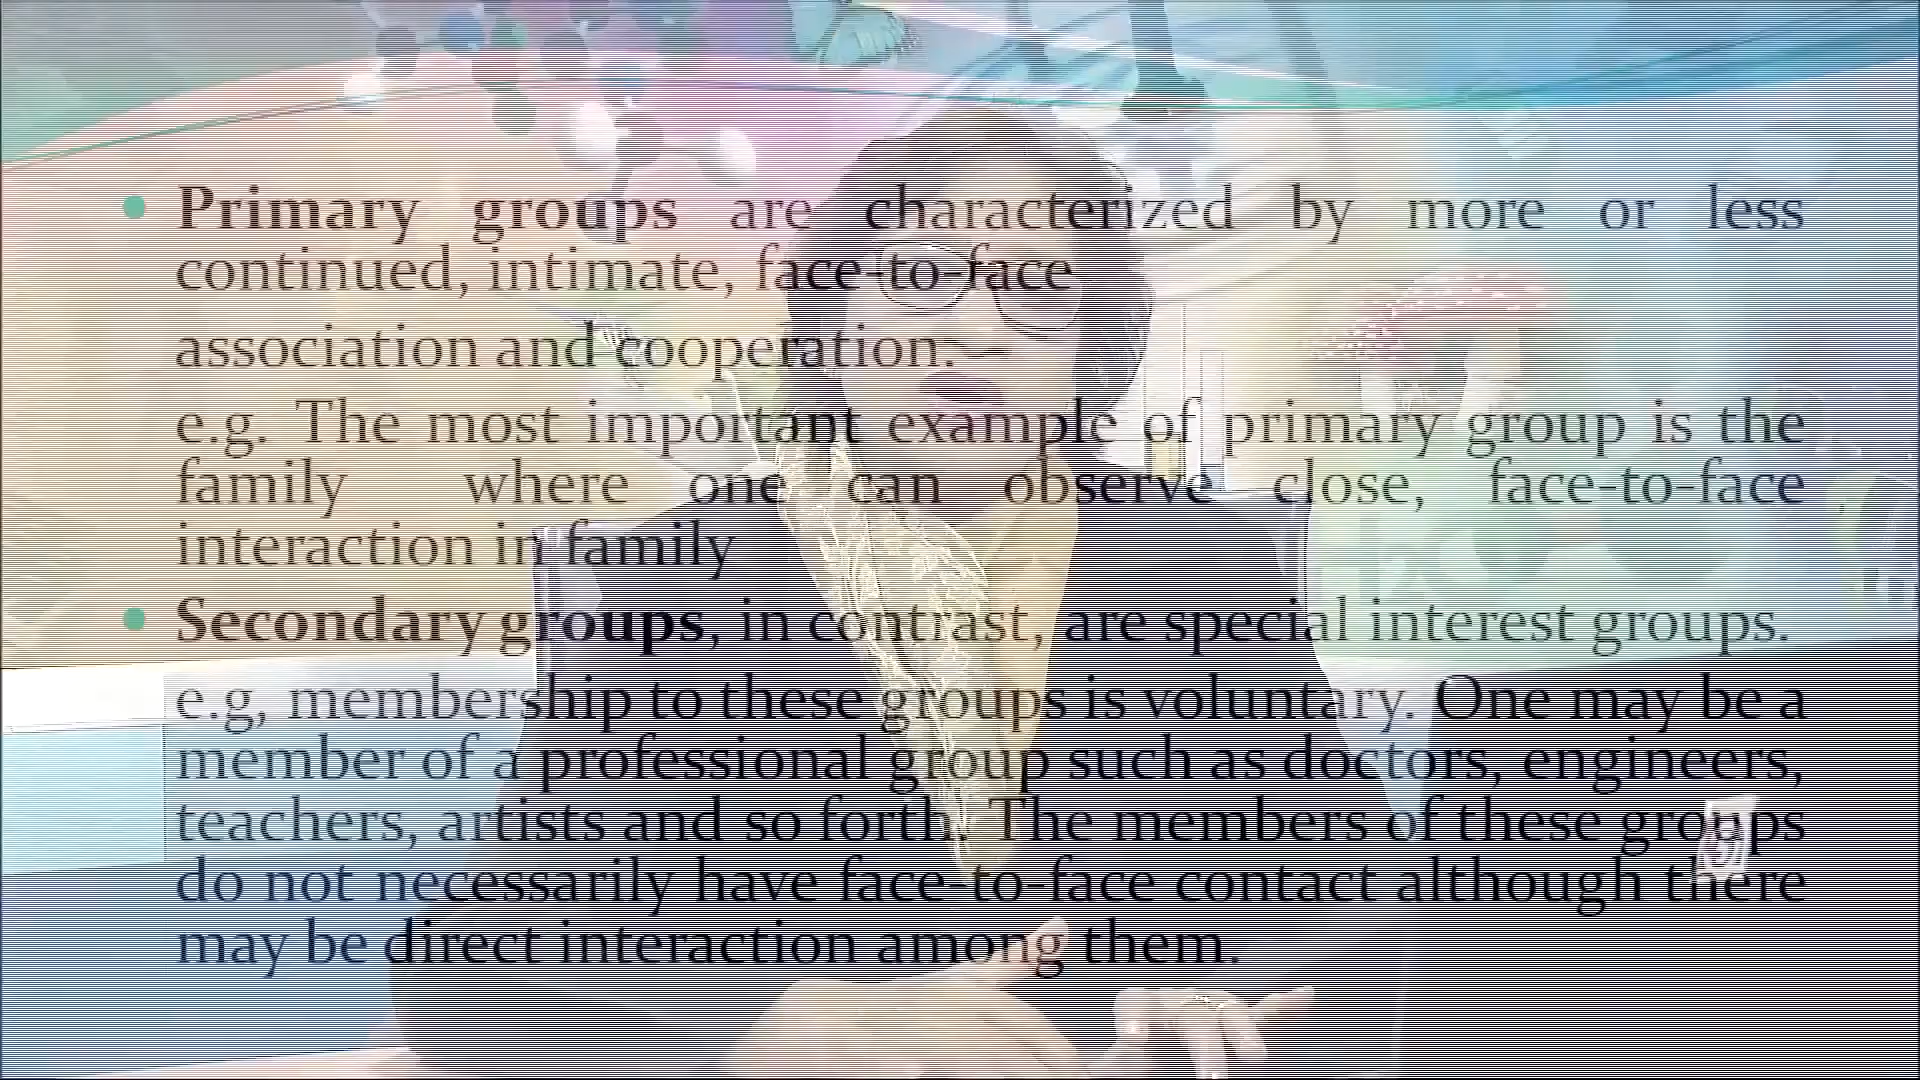 Primary groups are characterized by more or less
continued, intimate, face-to-face
association and cooperation.
e.g. The most important example of primary group is the
family where one can observe close, face-to-face
interaction in family
Secondary groups, in contrast, are special interest groups.
e.g, membership to these groups is voluntary. One may be a
member of a professional group such as doctors, engineers,
teachers, artists and so forth. The members of these groups
do not necessarily have face-to-face contact although there
may be direct interaction among them.